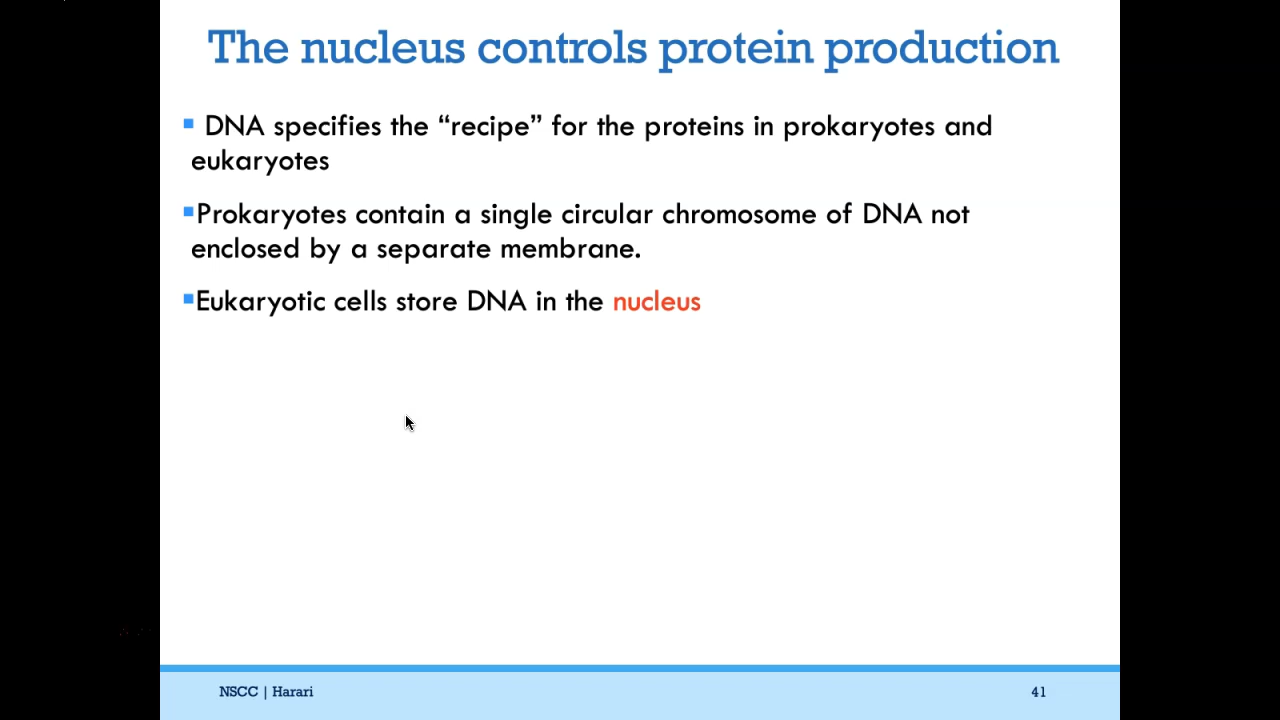 The nucleus controls protein production
▪ DNA specifies the “recipe” for the proteins in prokaryotes and
eukaryotes
▪Prokaryotes contain a single circular chromosome of DNA not
enclosed by a separate membrane.
▪Eukaryotic cells store DNA in the nucleus
NSCC | Harari
41